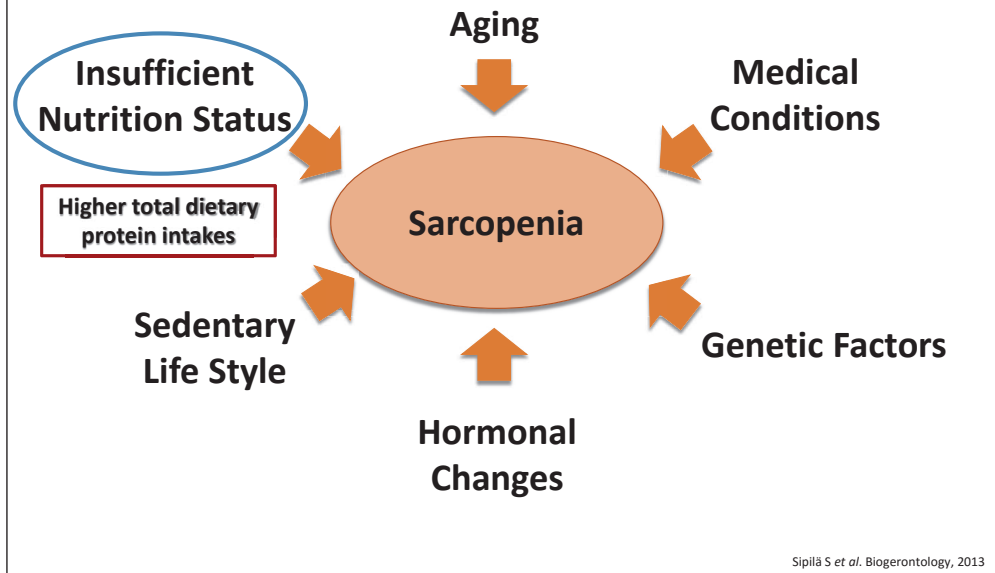 Aging
Insufficient
Nutrition Status
Medical
Conditions
Higher total dietary
protein intakes
Sarcopenia
Sedentary
Life Style
Genetic Factors
Hormonal
Changes
Sipilä S et al. Biogerontology, 2013